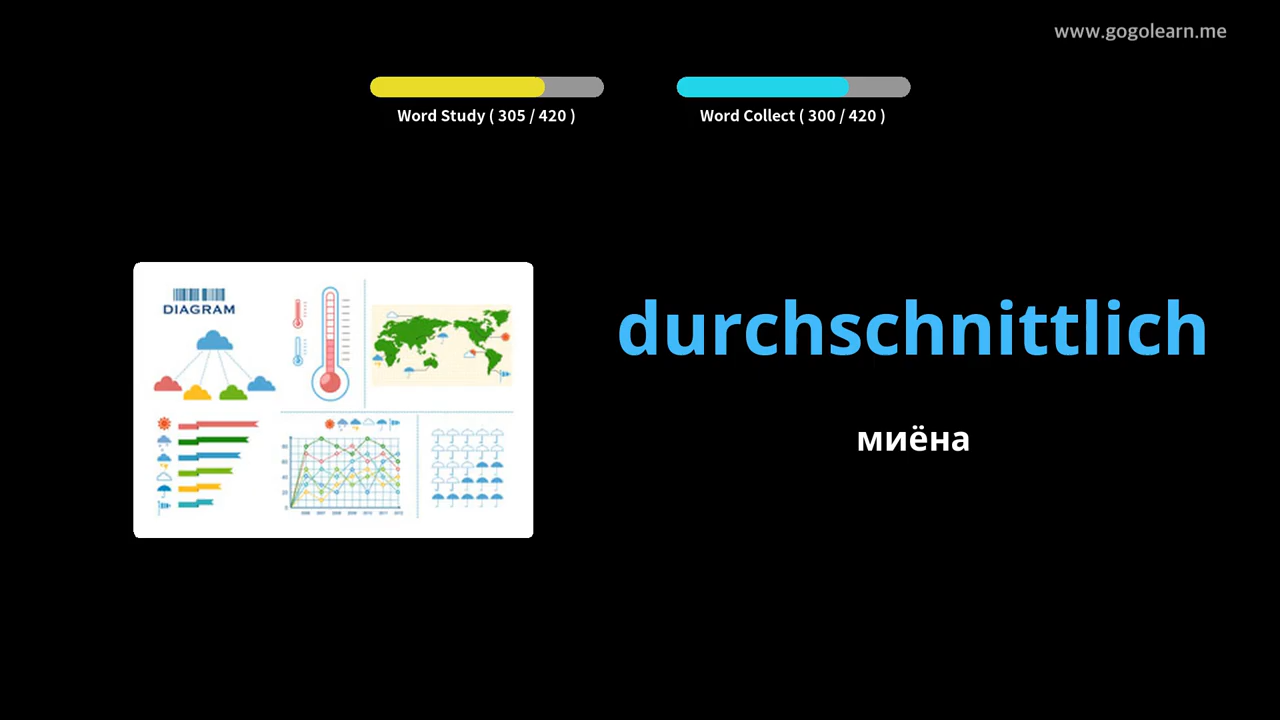 www.gogolearn.me
Word Study ( 305 / 420 )
Word Collect ( 300 / 420 )
DIAGRAM
durchschnittlich
миёна